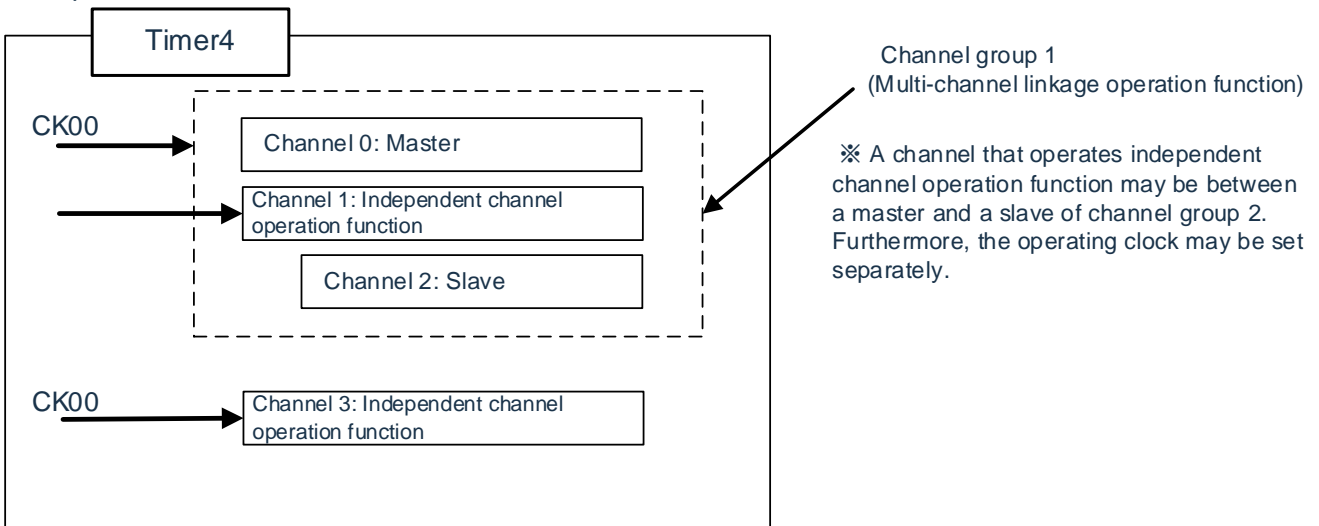 Timer4
Channel group 1
(Multi-channel linkage operation function)
CK00
Channel 0: Master
※ A channel that operates independent
channel operation function may be between
a master and a slave of channel group 2.
Furthermore, the operating clock may be set
separately.
Channel 1: Independent channel
operation function
Channel 2: Slave
CK00
Channel 3: Independent channel
operation function